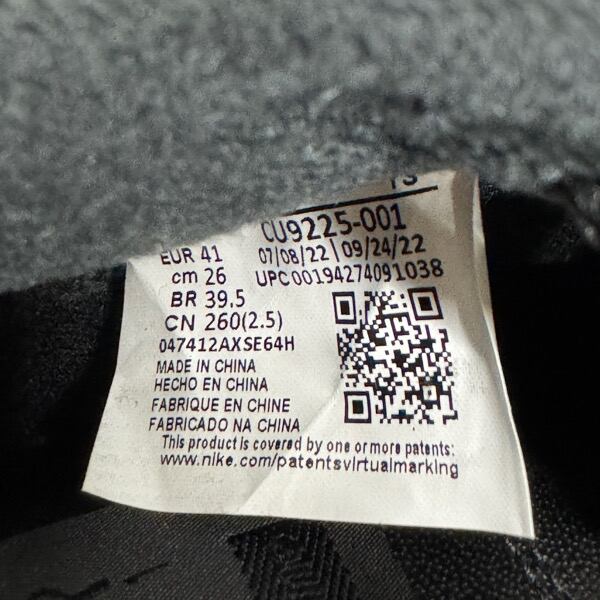 CU9225-001
EUR 41 07/08/22 | 09/24/22
cm 26 UPC 00194274091038
BR 39.5
CN 260(2.5)
047412AXSE64H
MADE IN CHINA
HECHO EN CHINA
FABRIQUE EN CHINE
FABRICADO NA CHINA
This product is covered by one or more patents:
www.nike.com/patentsvirtualmarking